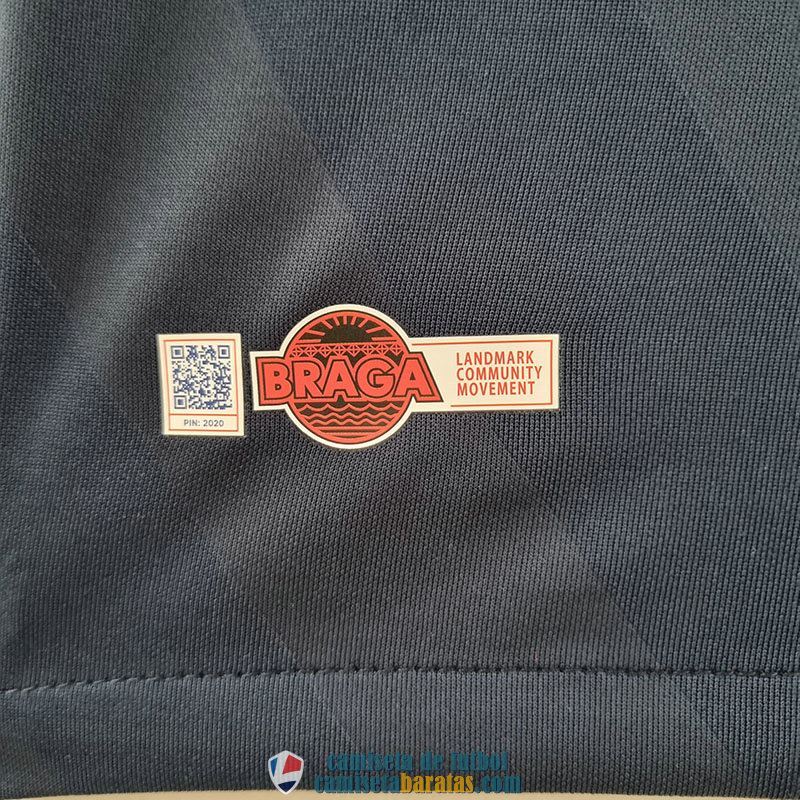 PIN: 2020
BRAGA
LANDMARK
COMMUNITY
MOVEMENT
camiseta de futbol
camisetabaratas.com